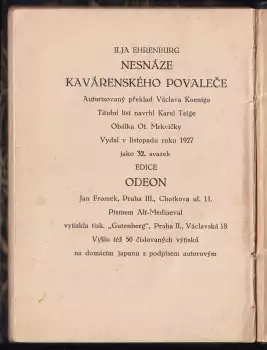 ILJA EHRENBURG
NESNÁZE
KAVÁRENSKÉHO POVALEČE
Autorisovaný překlad Václava Koeniga
Titulní list navrhl Karel Teige
Obálka Ot. Mrkvičky
Vydal v listopadu roku 1927
jako 32. svazek
EDICE
ODEON
Jan Fromek, Praha III., Chotkova ul. 11.
Písmem Alt-Mediaeval
vytiskla tisk. „Gutenberg", Praha II., Václavská 18
Vyšlo též 50 číslovaných výtisků
na domácím japanu s podpisem autorovým